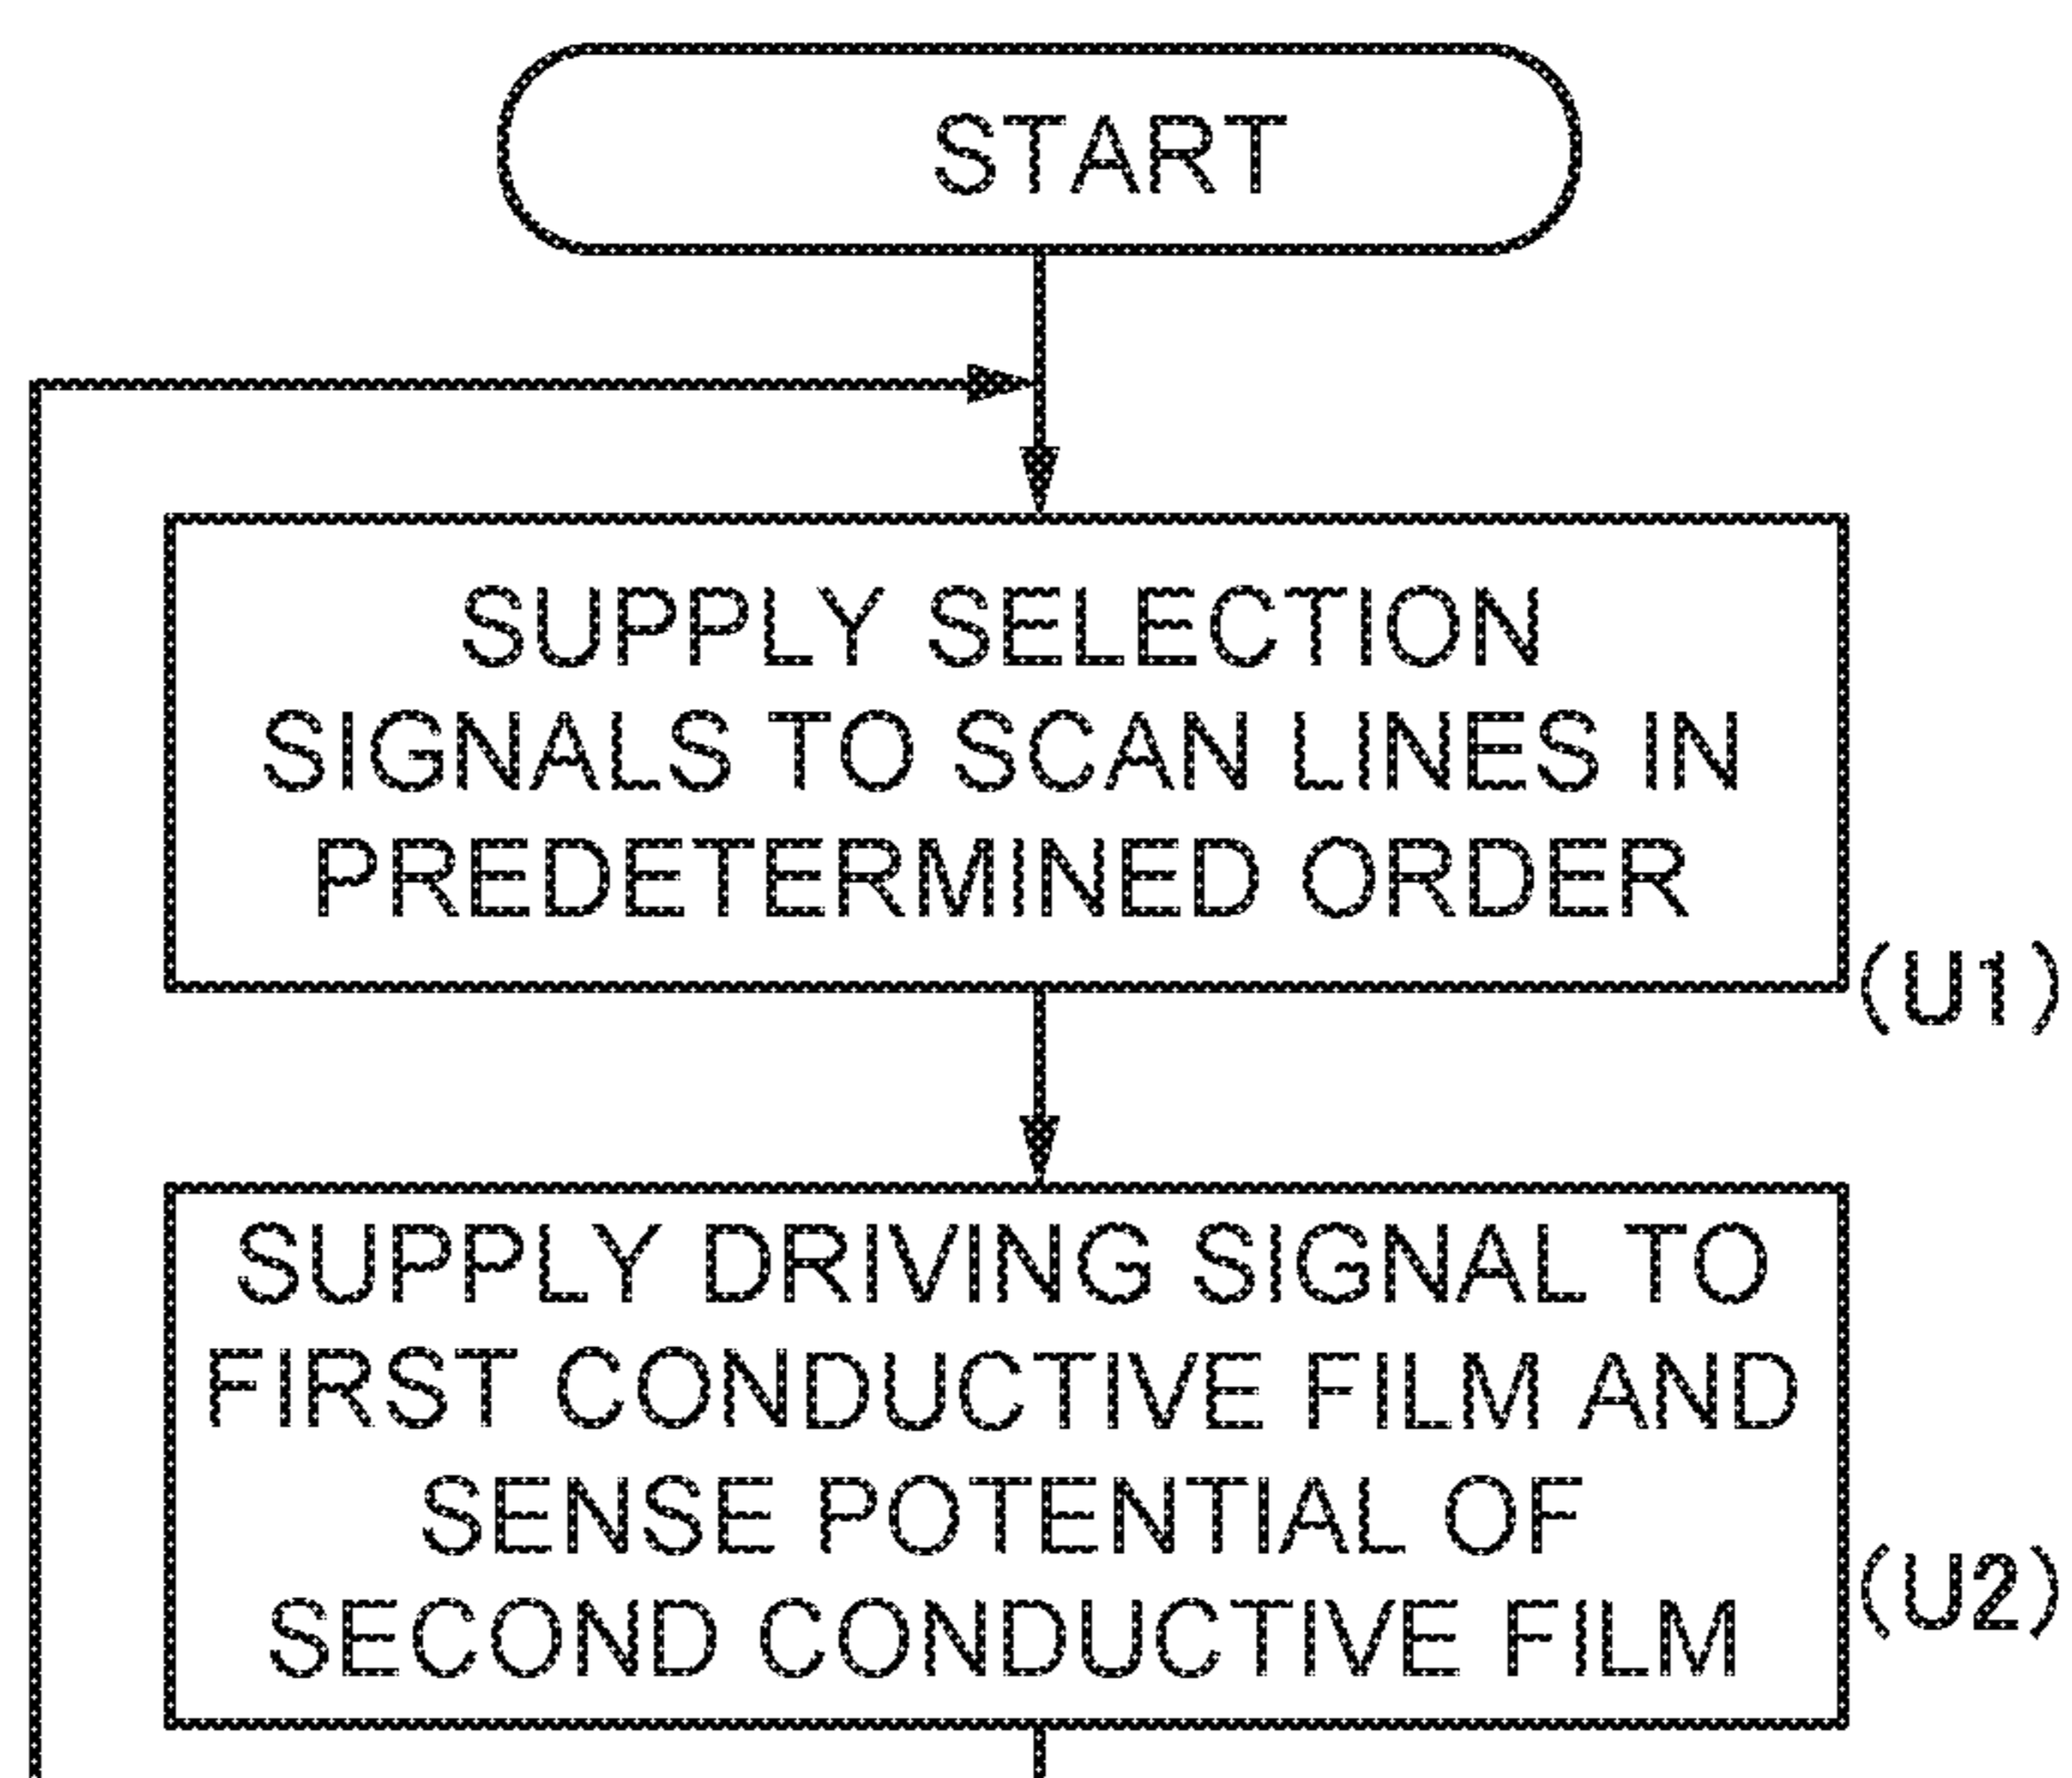 START
SUPPLY SELECTION
SIGNALS TO SCAN LINES IN
PREDETERMINED ORDER
(U1)
SUPPLY DRIVING SIGNAL TO
FIRST CONDUCTIVE FILM AND
SENSE POTENTIAL OF
SECOND CONDUCTIVE FILM
(U2)